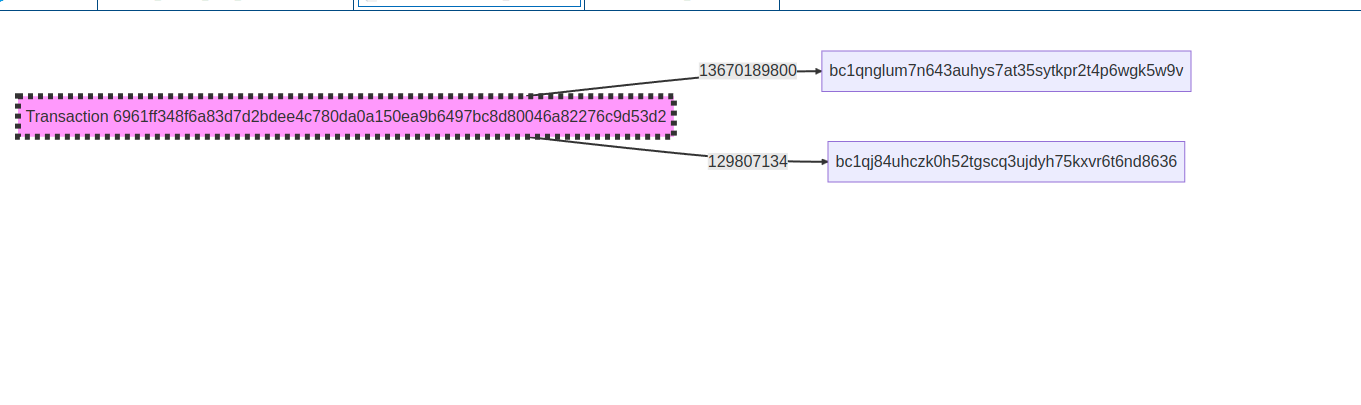 13670189800
bc1qnglum7n643auhys7at35sytkpr2t4p6wgk5w9v
Transaction 6961ff348f6a83d7d2bdee4c780da0a150ea9b6497bc8d80046a82276c9d53d2
129807134
bc1qj84uhczk0h52tgscq3ujdyh75kxvr6t6nd8636